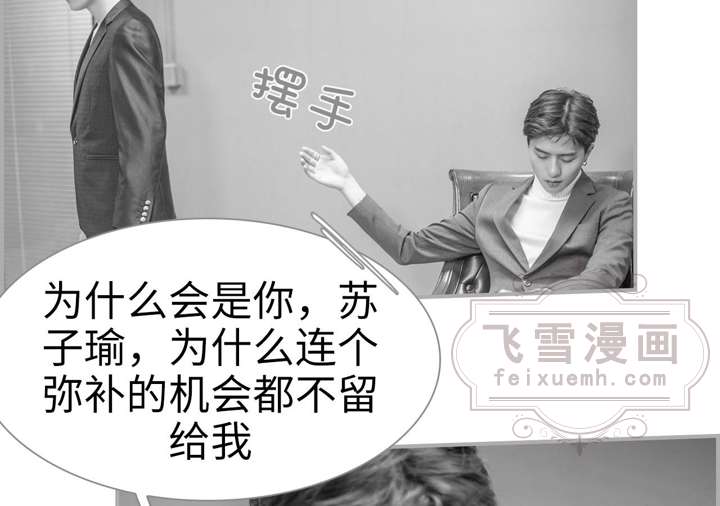 摆手
为什么会是你，苏
子瑜，为什么连个
弥补的机会都不留
给我
飞雪漫画
feixuemh.com